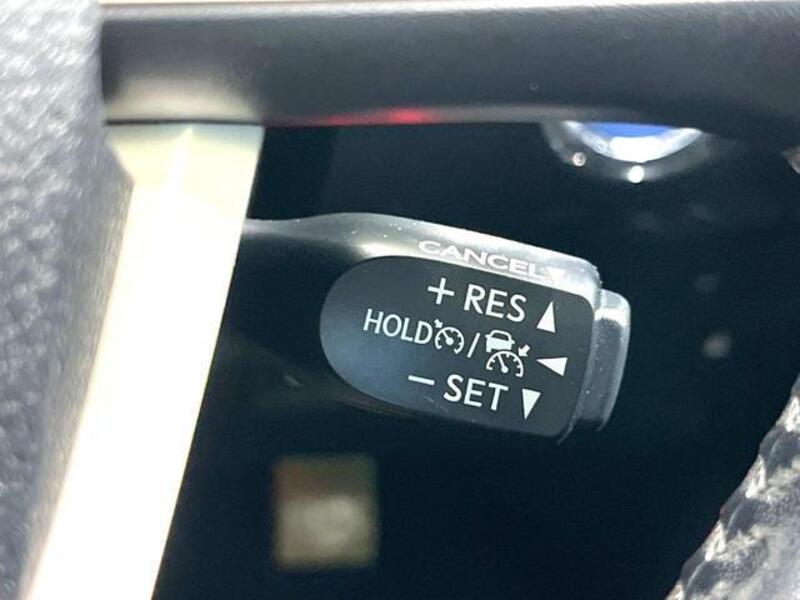 CANCEL▼
+ RES ▲
HOLD / ◀
− SET ▼